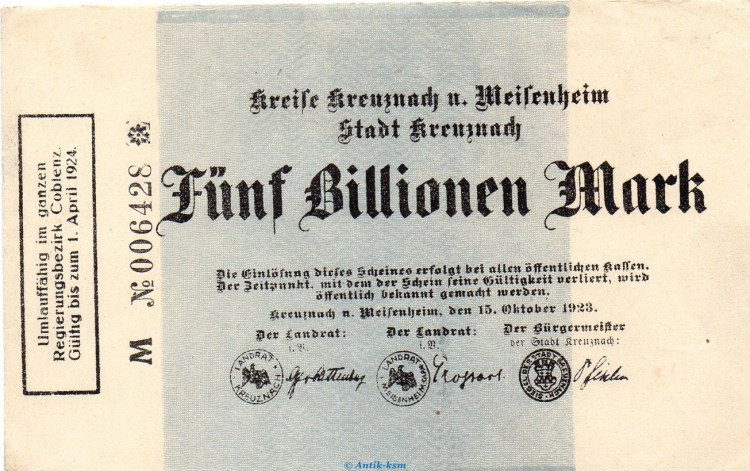 Umlauffähig im ganzen
Regierungsbezirk Coblenz.
Gültig bis zum 1. April 1924.
M № 006428
Kreise Kreuznach u. Meisenheim
Stadt Kreuznach
Fünf Billionen Mark
Die Einlösung dieses Scheines erfolgt bei allen öffentlichen Kassen.
Der Zeitpunkt, mit dem der Schein seine Gültigkeit verliert, wird
öffentlich bekannt gemacht werden.
Kreuznach u. Meisenheim, den 15. Oktober 1923.
Der Landrat: Der Landrat: Der Bürgermeister
i. V. i. V. der Stadt Kreuznach:
LANDRAT KREUZNACH
LANDRAT MEISENHEIM
© Antik-ksm